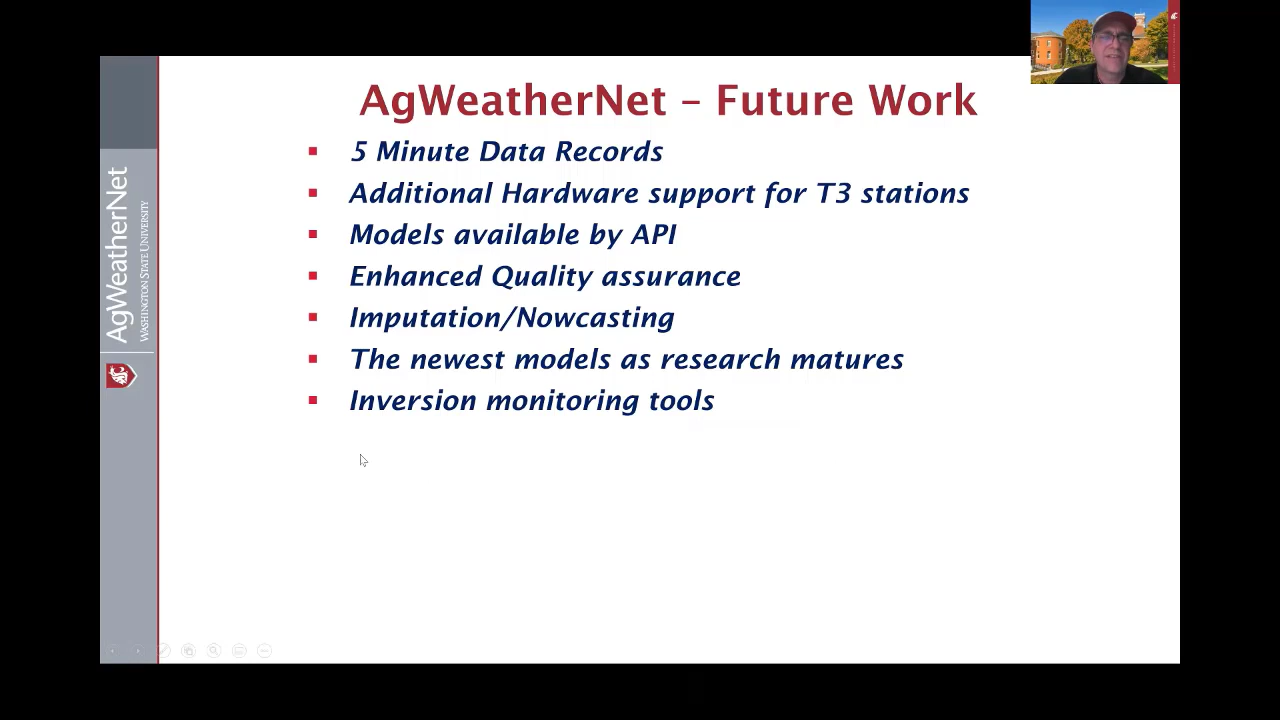 AgWeatherNet – Future Work
5 Minute Data Records
Additional Hardware support for T3 stations
Models available by API
Enhanced Quality assurance
Imputation/Nowcasting
The newest models as research matures
Inversion monitoring tools
AgWeatherNet
WASHINGTON STATE UNIVERSITY